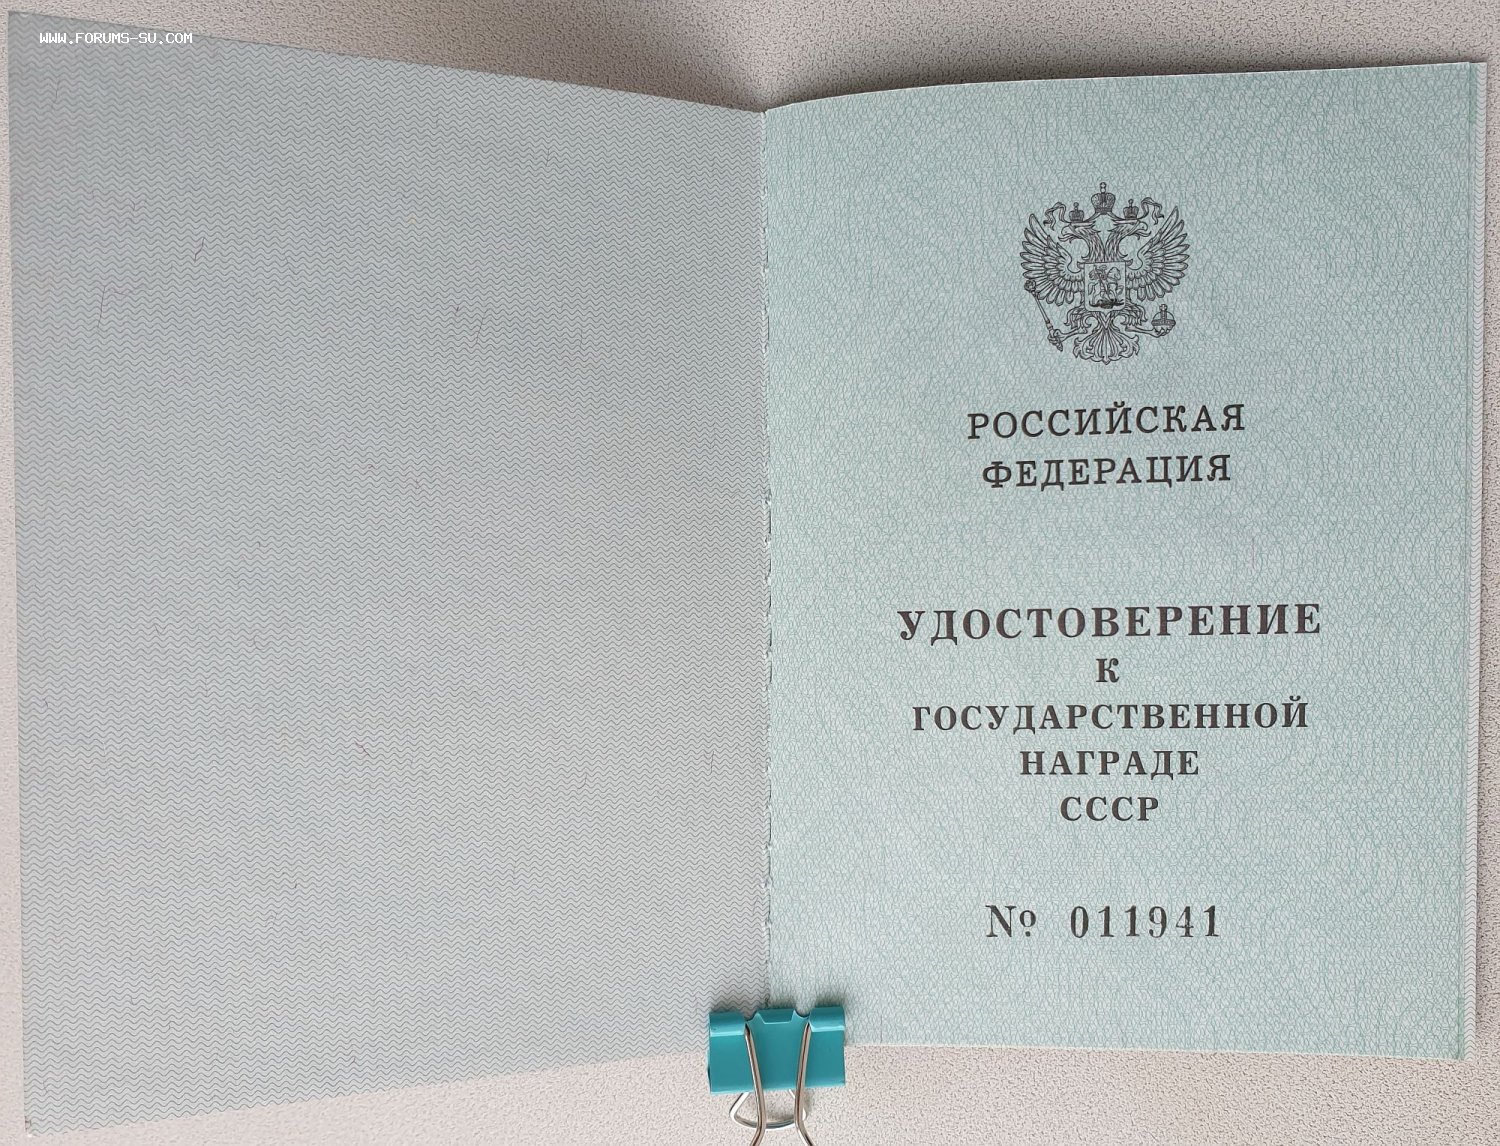 WWW.FORUMS-SU.COM
РОССИЙСКАЯ
ФЕДЕРАЦИЯ
УДОСТОВЕРЕНИЕ
К
ГОСУДАРСТВЕННОЙ
НАГРАДЕ
СССР
№ 011941